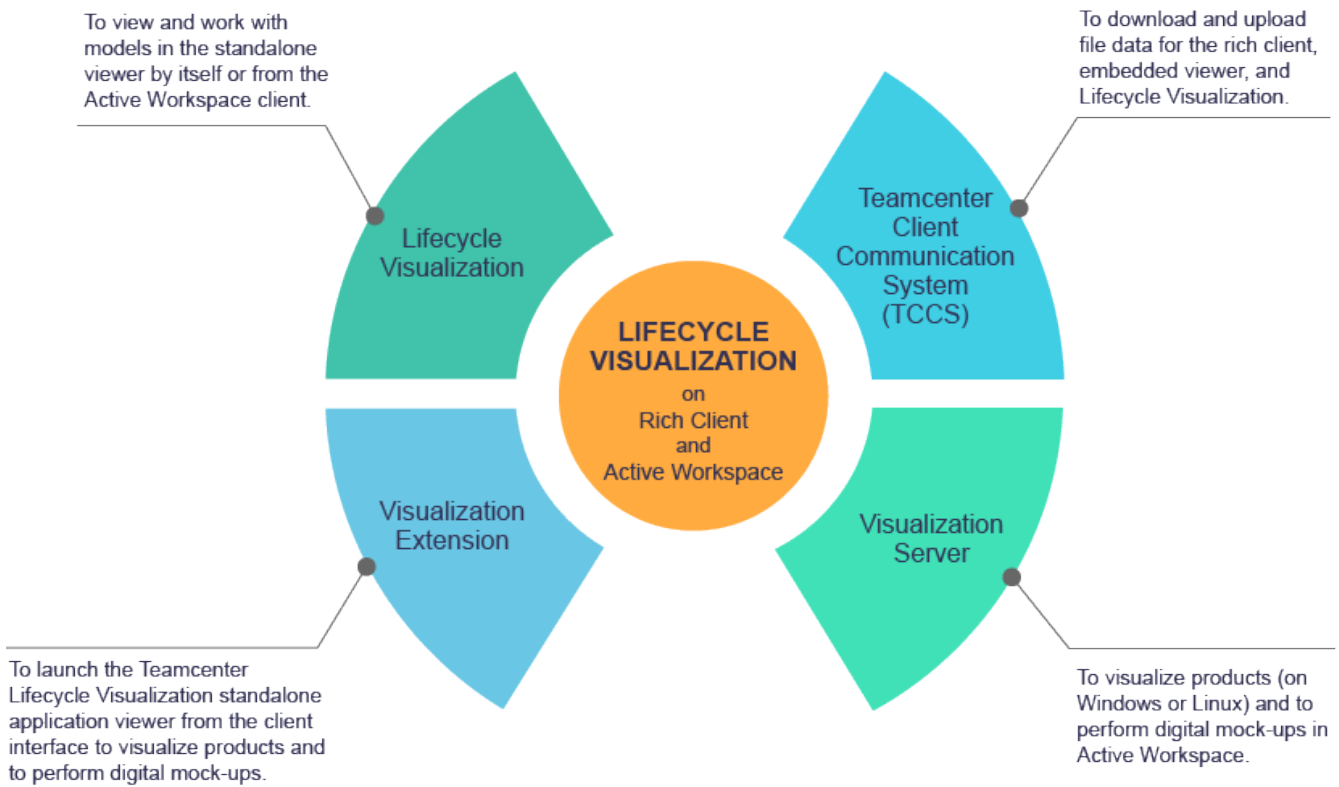 To view and work with
models in the standalone
viewer by itself or from the
Active Workspace client.
To download and upload
file data for the rich client,
embedded viewer, and
Lifecycle Visualization.
Lifecycle
Visualization
Teamcenter
Client
Communication
System
(TCCS)
LIFECYCLE
VISUALIZATION
on
Rich Client
and
Active Workspace
Visualization
Extension
Visualization
Server
To launch the Teamcenter
Lifecycle Visualization standalone
application viewer from the client
interface to visualize products and
to perform digital mock-ups.
To visualize products (on
Windows or Linux) and to
perform digital mock-ups in
Active Workspace.